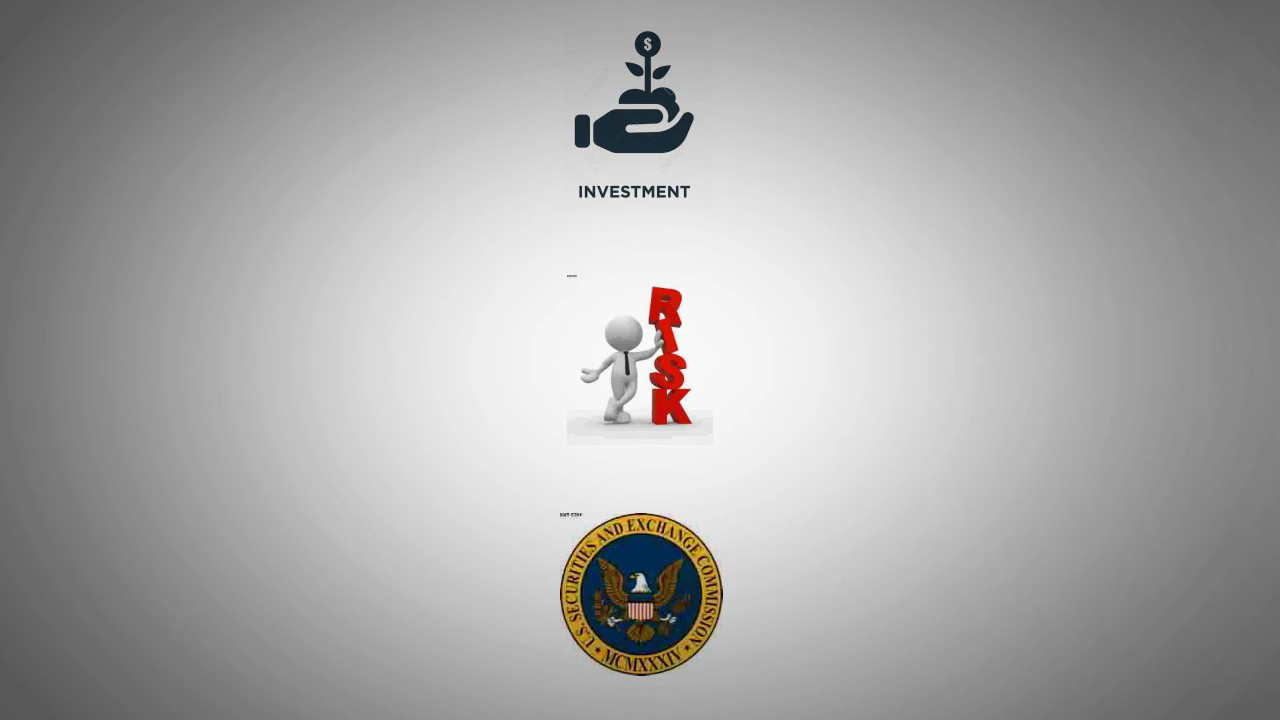 $
INVESTMENT
RISK
U.S. SECURITIES AND EXCHANGE COMMISSION
MCMXXXIV